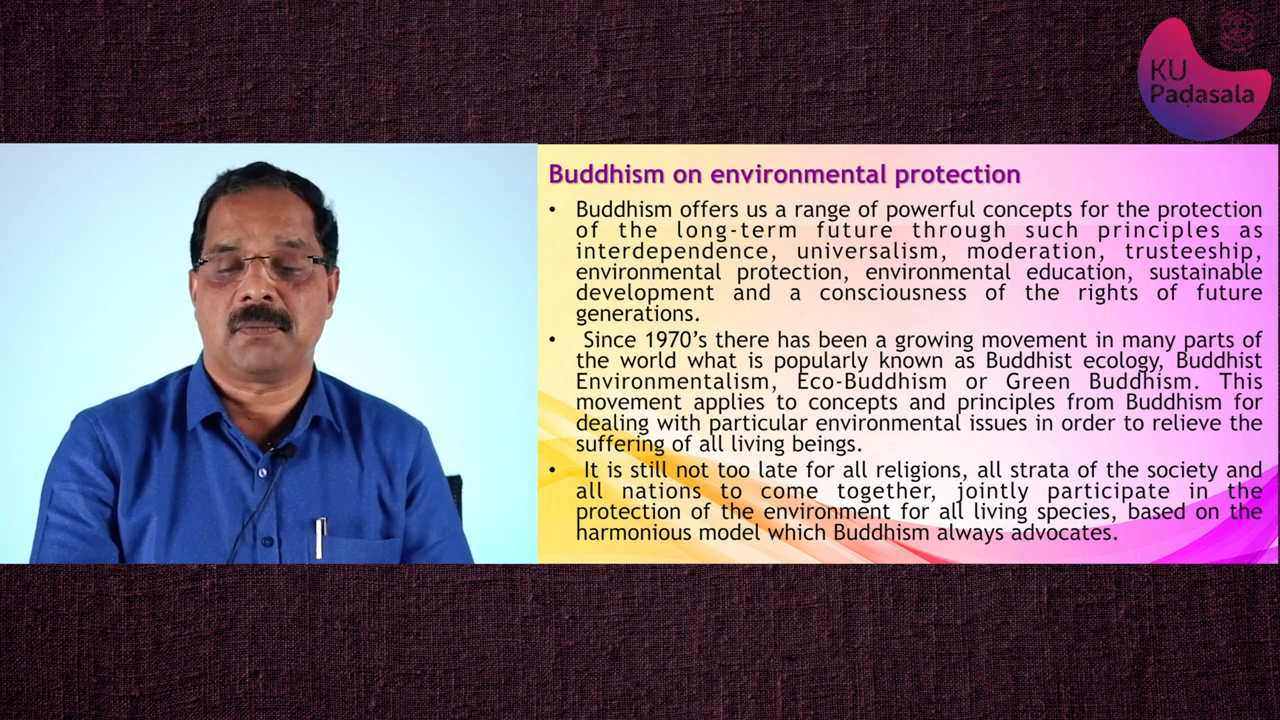 KU
Padasala
Buddhism on environmental protection
• Buddhism offers us a range of powerful concepts for the protection
of the long-term future through such principles as
interdependence, universalism, moderation, trusteeship,
environmental protection, environmental education, sustainable
development and a consciousness of the rights of future
generations.
• Since 1970's there has been a growing movement in many parts of
the world what is popularly known as Buddhist ecology, Buddhist
Environmentalism, Eco-Buddhism or Green Buddhism. This
movement applies to concepts and principles from Buddhism for
dealing with particular environmental issues in order to relieve the
suffering of all living beings.
• It is still not too late for all religions, all strata of the society and
all nations to come together, jointly participate in the
protection of the environment for all living species, based on the
harmonious model which Buddhism always advocates.